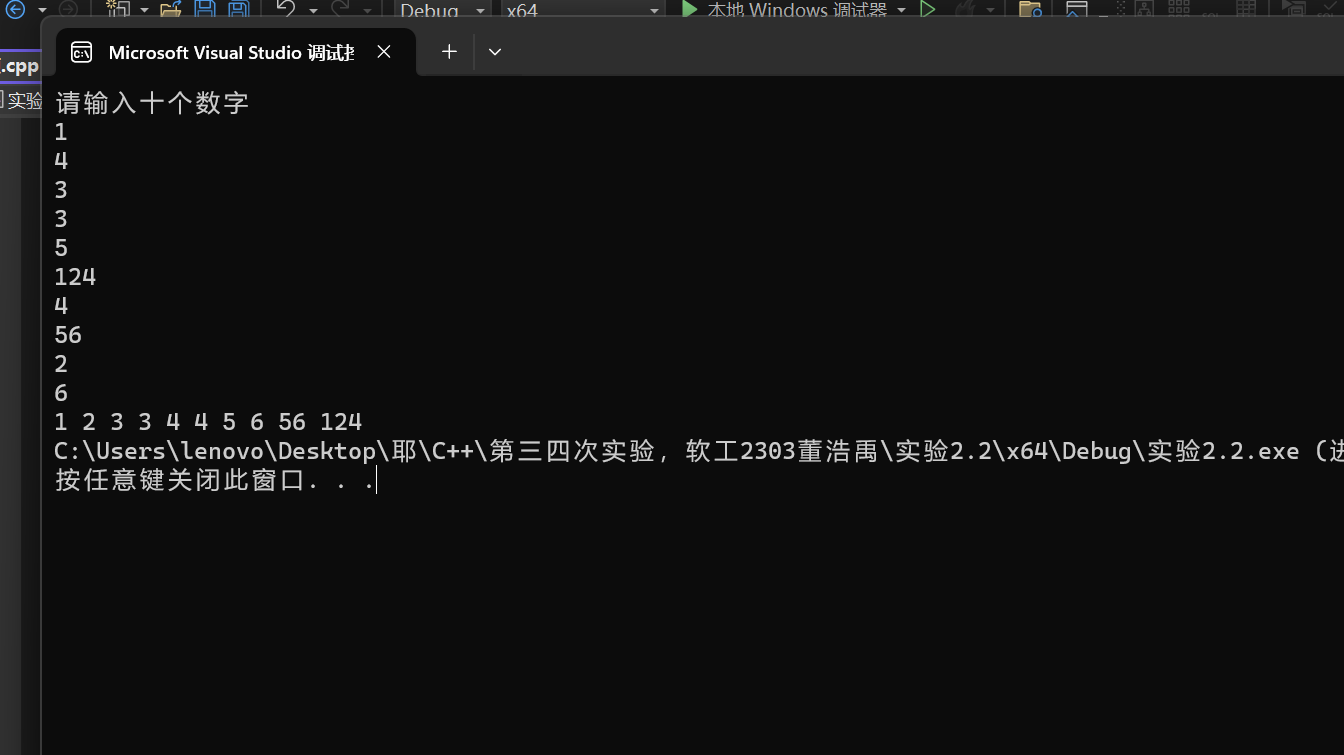 Debug x64 本地 Windows 调试器
Microsoft Visual Studio 调试控
.cpp
实验
请输入十个数字
1
4
3
3
5
124
4
56
2
6
1 2 3 3 4 4 5 6 56 124
C:\Users\lenovo\Desktop\耶\C++\第三四次实验，软工2303董浩禹\实验2.2\x64\Debug\实验2.2.exe（进
按任意键关闭此窗口. . .